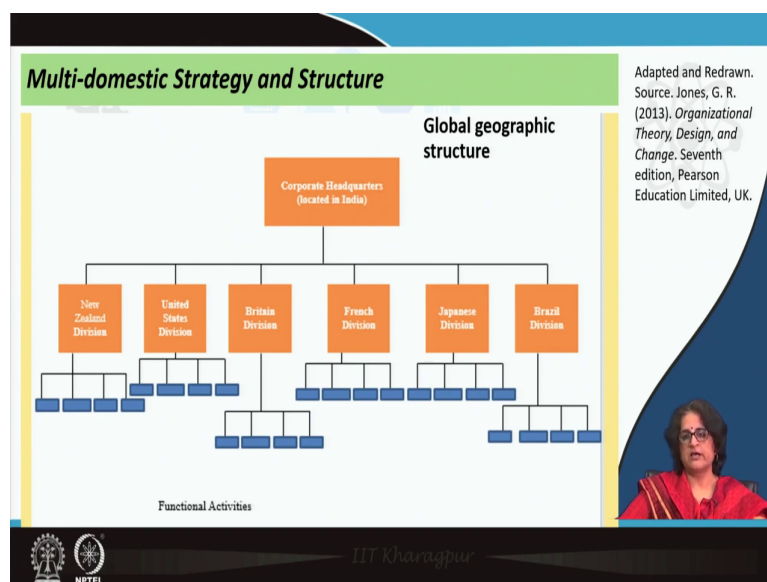 Multi-domestic Strategy and Structure
Global geographic
structure
Adapted and Redrawn.
Source. Jones, G. R.
(2013). Organizational
Theory, Design, and
Change. Seventh
edition, Pearson
Education Limited, UK.
Corporate Headquarters
(located in India)
New
Zealand
Division
United
States
Division
Britain
Division
French
Division
Japanese
Division
Brazil
Division
Functional Activities
IIT Kharagpur
NPTEL